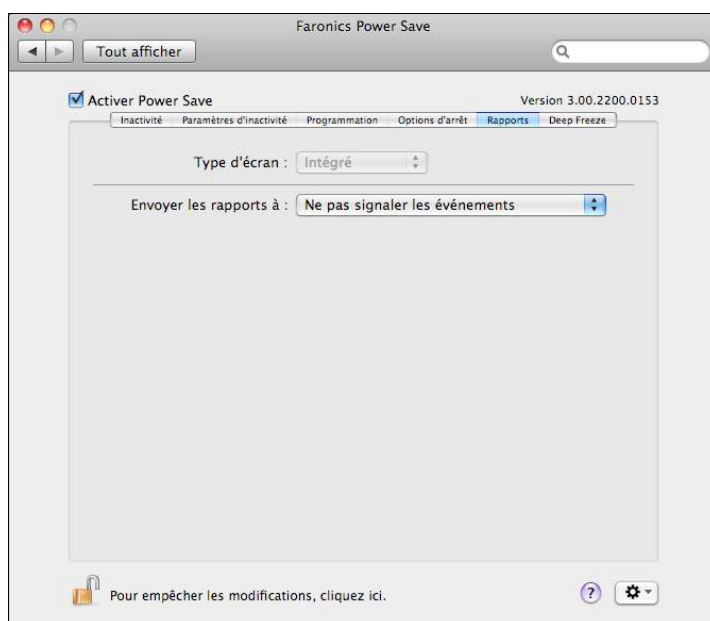 Faronics Power Save
Tout afficher
Activer Power Save
Version 3.00.2200.0153
Inactivité Paramètres d'inactivité Programmation Options d'arrêt Rapports Deep Freeze
Type d'écran : Intégré
Envoyer les rapports à : Ne pas signaler les événements
Pour empêcher les modifications, cliquez ici.
?